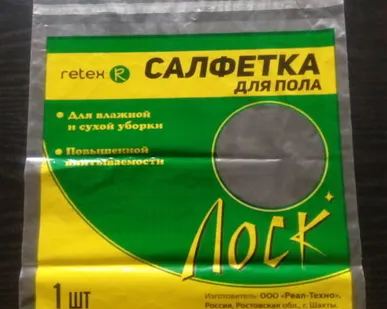 retex R
САЛФЕТКА
ДЛЯ ПОЛА
Для влажной
и сухой уборки
Повышенной
впитываемости
Лоск
1 ШТ
Изготовитель: ООО «Реал-Техно»,
Россия, Ростовская обл., г. Шахты.